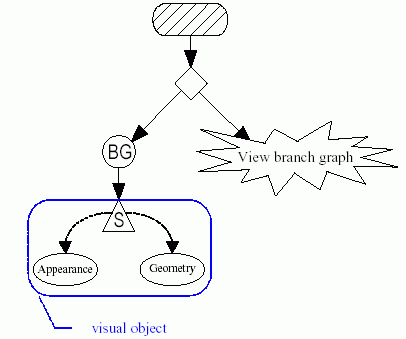 BG
View branch graph
S
Appearance
Geometry
visual object